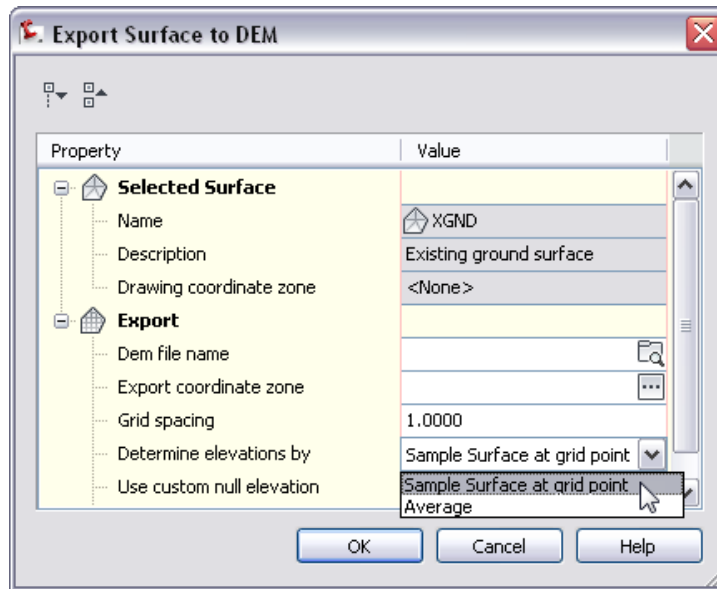 Export Surface to DEM
Property Value
Selected Surface
Name XGND
Description Existing ground surface
Drawing coordinate zone <None>
Export
Dem file name
Export coordinate zone ...
Grid spacing 1.0000
Determine elevations by Sample Surface at grid point
Use custom null elevation Sample Surface at grid point
Average
OK Cancel Help